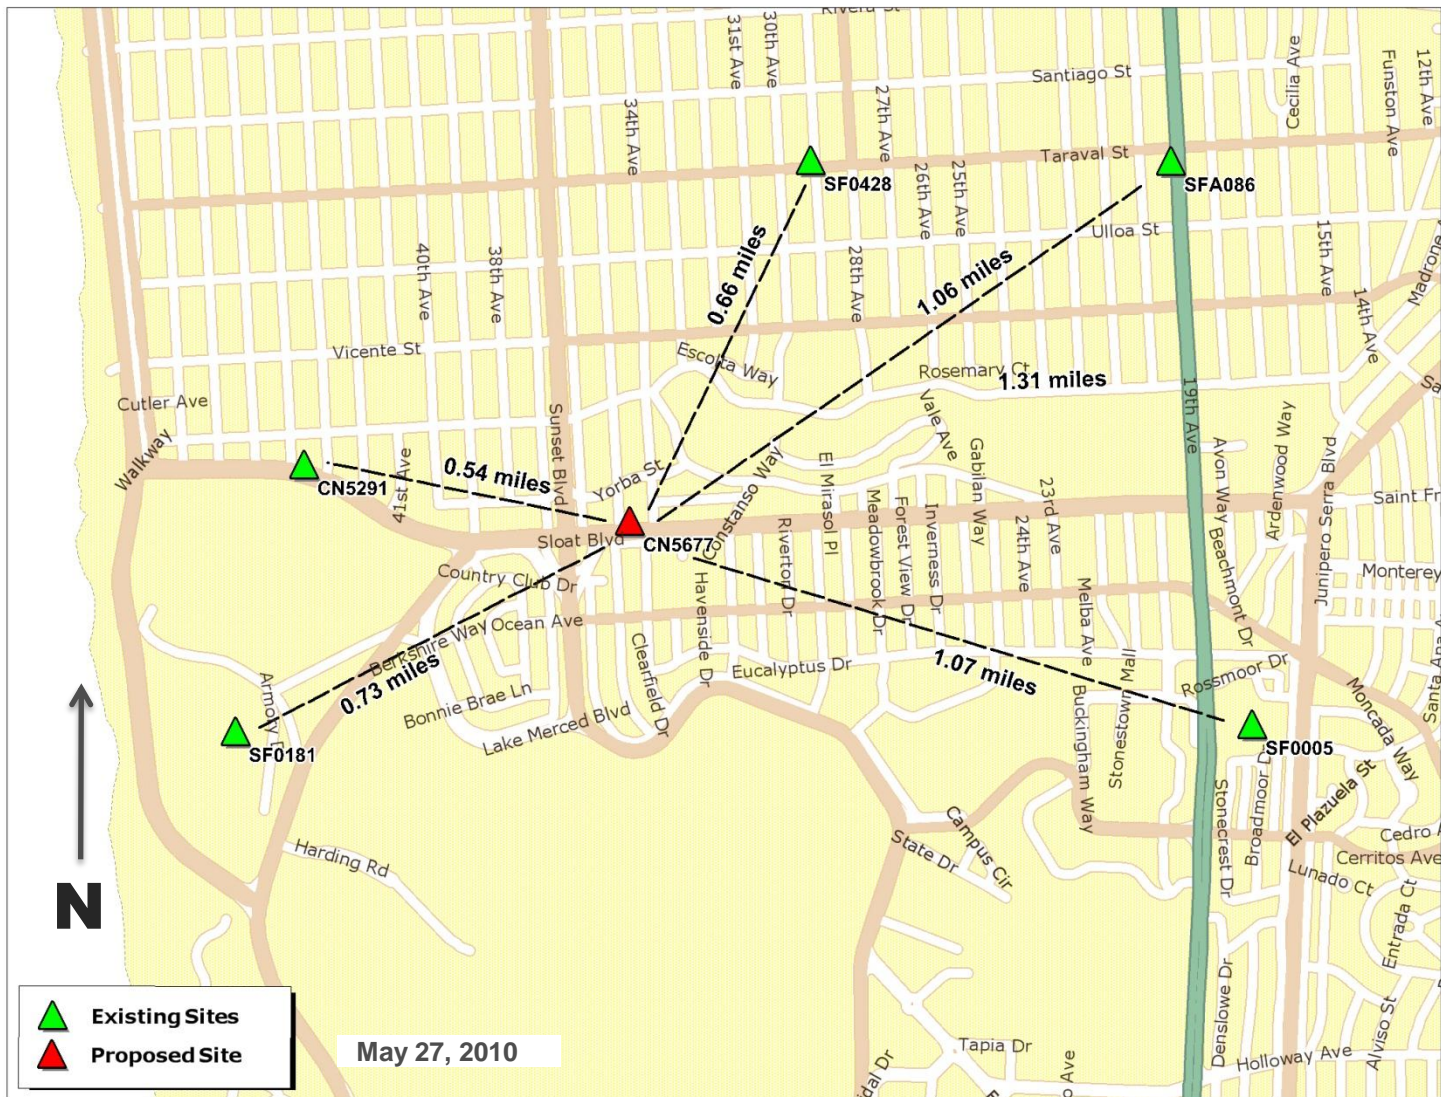 Rivera St
31st Ave
30th Ave
Santiago St
Cecilia Ave
Funston Ave
12th Ave
34th Ave
27th Ave
Taraval St
SF0428
SFA086
26th Ave
25th Ave
Ulloa St
15th Ave
40th Ave
38th Ave
0.66 miles
28th Ave
1.06 miles
14th Ave
Vicente St
Escolta Way
Rosemary Ct
1.31 miles
19th Ave
Cutler Ave
Walkway
Sunset Blvd
Vale Ave
Avon Way
Ardenwood Way
Junipero Serra Blvd
CN5291
41st Ave
0.54 miles
Yorba St
Constanso Way
El Mirasol Pl
Gabilan Way
23rd Ave
Saint Fr
Sloat Blvd
CN5677
Riverton Dr
Meadowbrook Dr
Forest View Dr
Inverness Dr
24th Ave
Beachmont Dr
Country Club Dr
Havenside Dr
Melba Ave
Monterey
Berkshire Way
Ocean Ave
Clearfield Dr
Eucalyptus Dr
1.07 miles
Stonestown Mall
Rossmoor Dr
Santa Ana A
0.73 miles
Bonnie Brae Ln
Lake Merced Blvd
Buckingham Way
Moncada Way
SF0181
SF0005
Stonecrest Dr
El Plazuela St
Harding Rd
State Dr
Campus Cir
Cerritos Ave
Lunado Ct
Entrada Ct
N
Existing Sites
Proposed Site
May 27, 2010
Tapia Dr
Denslowe Dr
Holloway Ave
Alviso St